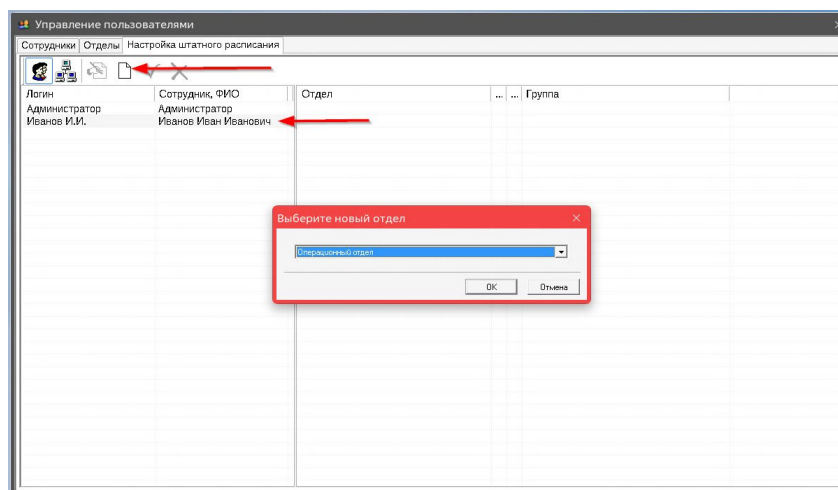 Управление пользователями
Сотрудники Отделы Настройка штатного расписания
Логин Сотрудник, ФИО Отдел ... ... Группа
Администратор Администратор
Иванов И.И. Иванов Иван Иванович
Выберите новый отдел
Операционный отдел
OK Отмена